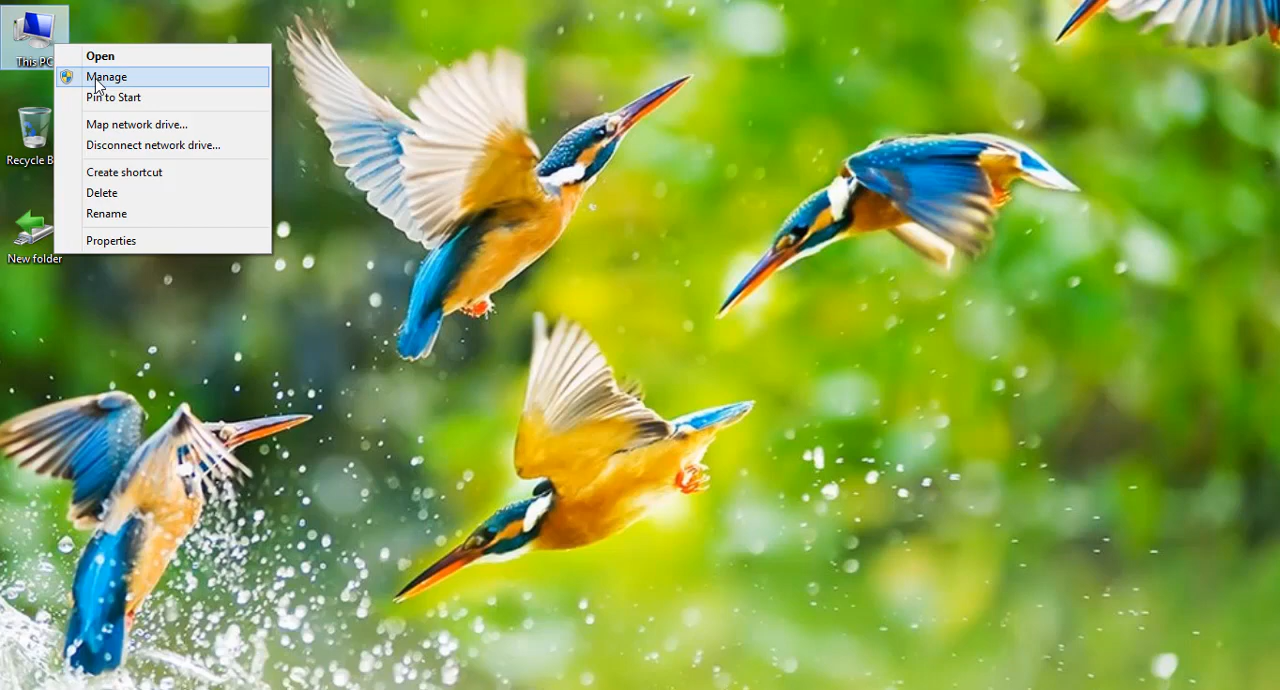 This PC
Open
Manage
Pin to Start
Map network drive...
Disconnect network drive...
Recycle B
Create shortcut
Delete
Rename
Properties
New folder